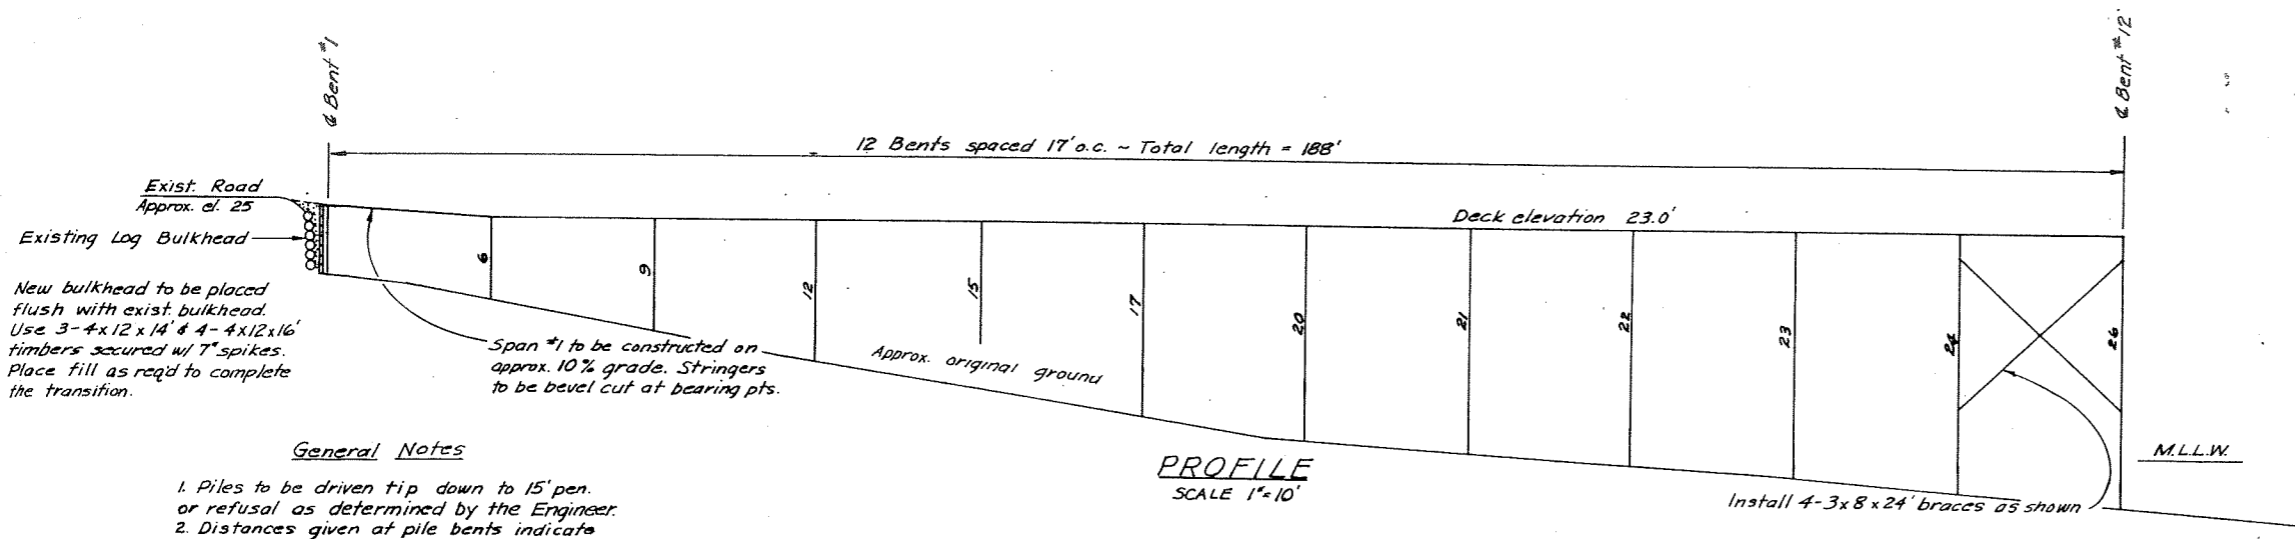 ℄ Bent #1
℄ Bent #12
12 Bents spaced 17' o.c. ~ Total length = 188'
Exist. Road
Approx. el. 25
Existing Log Bulkhead
Deck elevation 23.0'
6
9
12
15
17
20
21
22
23
24
26
New bulkhead to be placed
flush with exist. bulkhead.
Use 3-4x12x14' & 4-4x12x16'
timbers secured w/ 7" spikes.
Place fill as req'd to complete
the transition.
Span #1 to be constructed on
approx. 10% grade. Stringers
to be bevel cut at bearing pts.
Approx. original ground
M.L.L.W.
Install 4-3x8x24' braces as shown
PROFILE
SCALE 1"=10'
General Notes
1. Piles to be driven tip down to 15' pen.
or refusal as determined by the Engineer.
2. Distances given at pile bents indicate